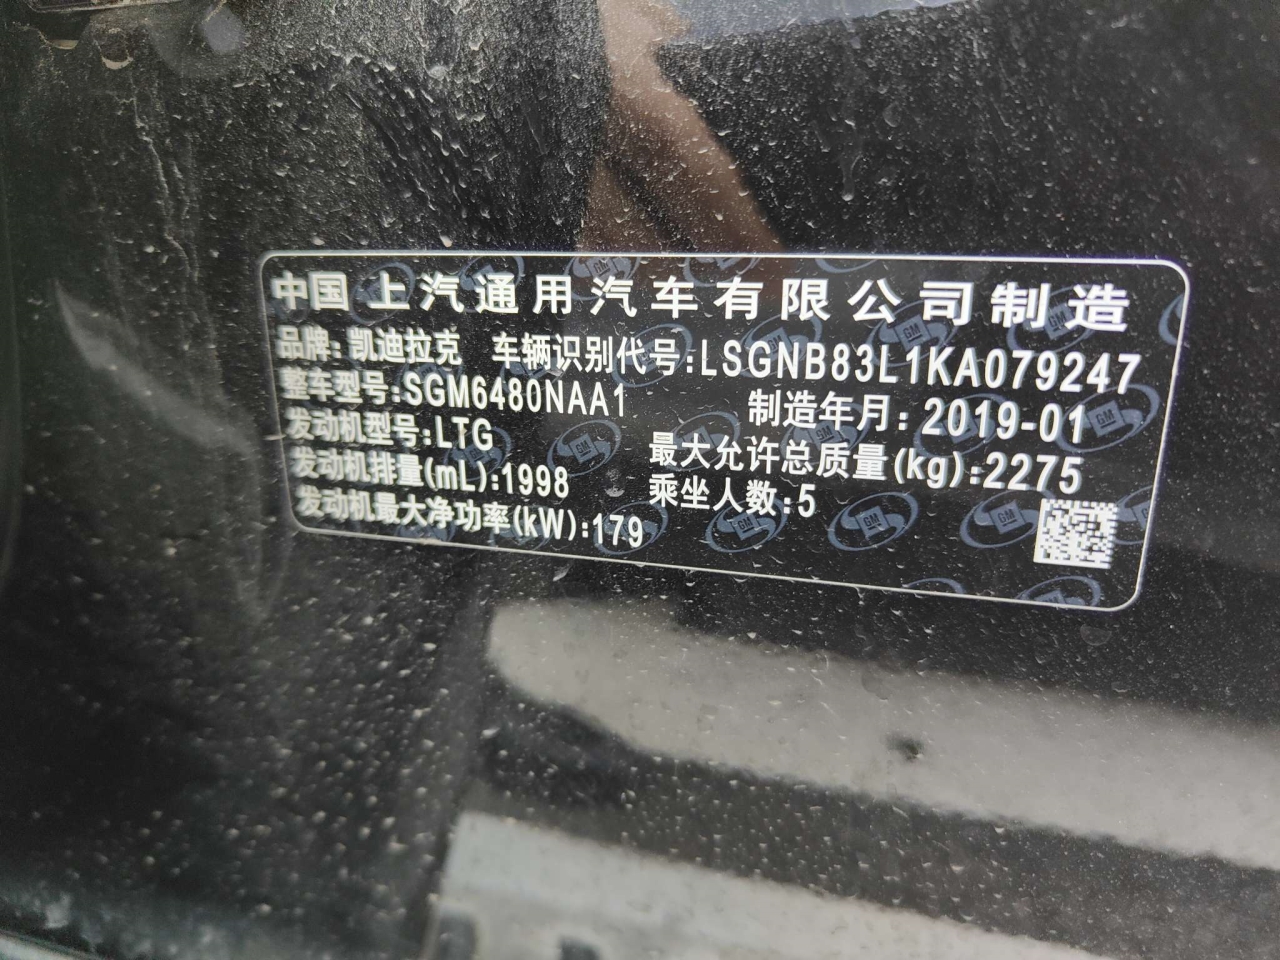 中国 上汽通用汽车有限公司制造
品牌: 凯迪拉克 车辆识别代号:LSGNB83L1KA079247
整车型号:SGM6480NAA1 制造年月: 2019-01
发动机型号:LTG 最大允许总质量(kg):2275
发动机排量(mL):1998 乘坐人数:5
发动机最大净功率(kW):179